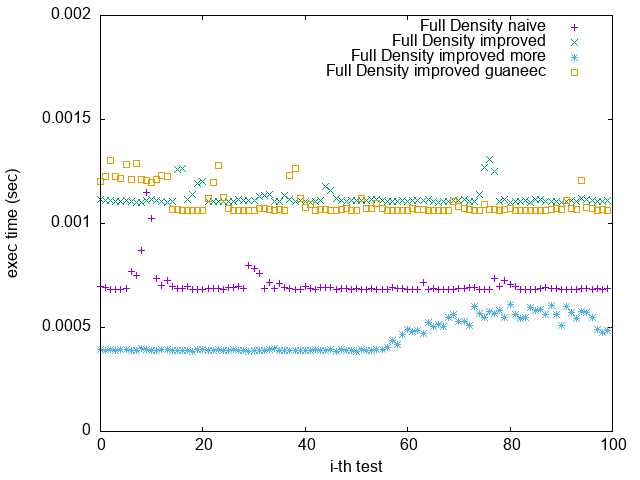 0.002
Full Density naive
Full Density improved
Full Density improved more
Full Density improved guaneec
0.0015
0.001
0.0005
0
exec time (sec)
0 20 40 60 80 100
i-th test